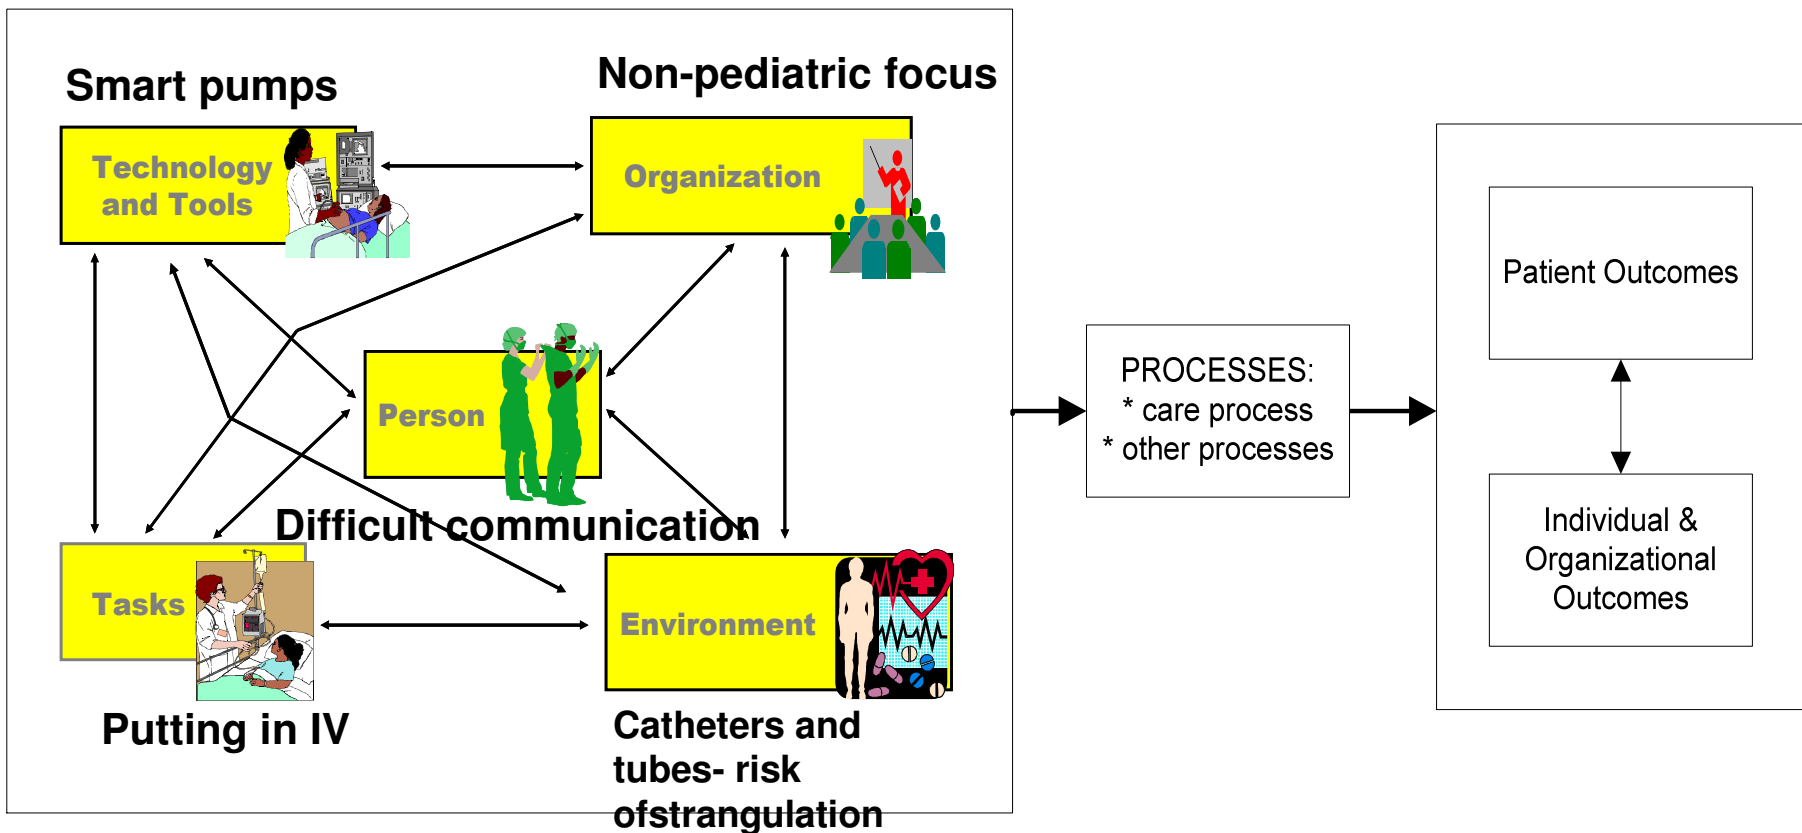 Smart pumps
Non-pediatric focus
Technology
and Tools
Organization
Person
Difficult communication
Tasks
Environment
Putting in IV
Catheters and
tubes- risk
ofstrangulation
PROCESSES:
* care process
* other processes
Patient Outcomes
Individual &
Organizational
Outcomes